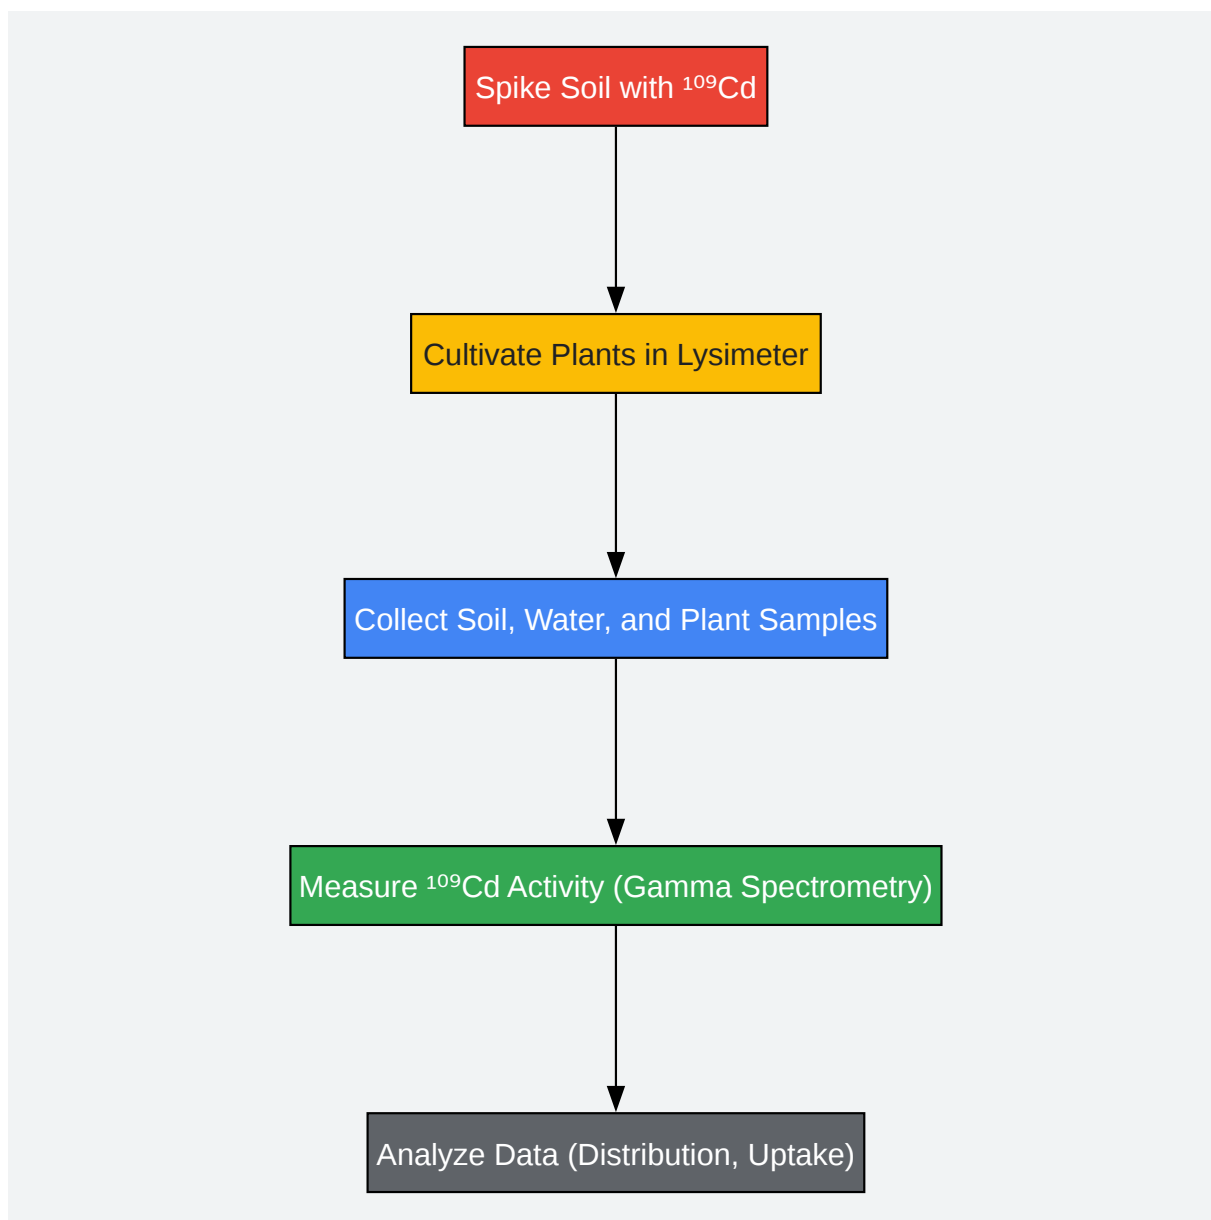 Spike Soil with ¹⁰⁹Cd
Cultivate Plants in Lysimeter
Collect Soil, Water, and Plant Samples
Measure ¹⁰⁹Cd Activity (Gamma Spectrometry)
Analyze Data (Distribution, Uptake)